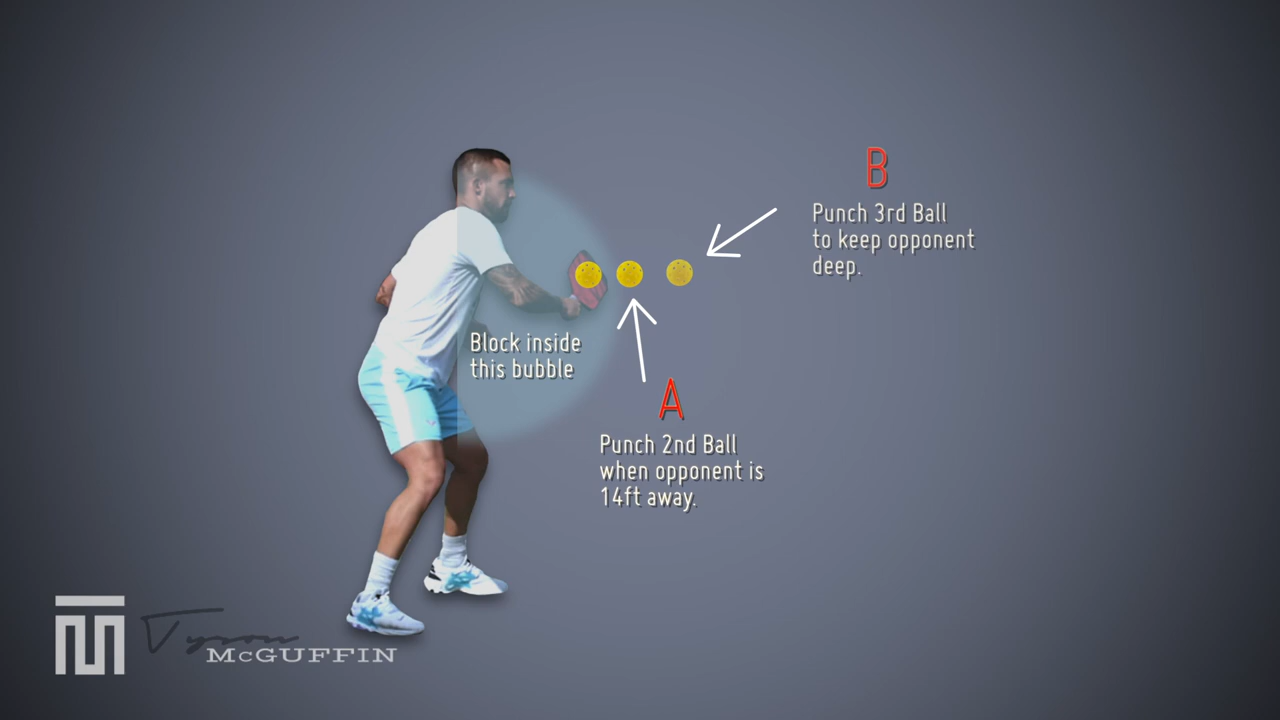 B
Punch 3rd Ball
to keep opponent
deep.
Block inside
this bubble
A
Punch 2nd Ball
when opponent is
14ft away.
Tyson
McGUFFIN